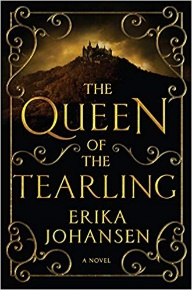 THE
QUEEN
OF THE
TEARLING
ERIKA
JOHANSEN
A NOVEL